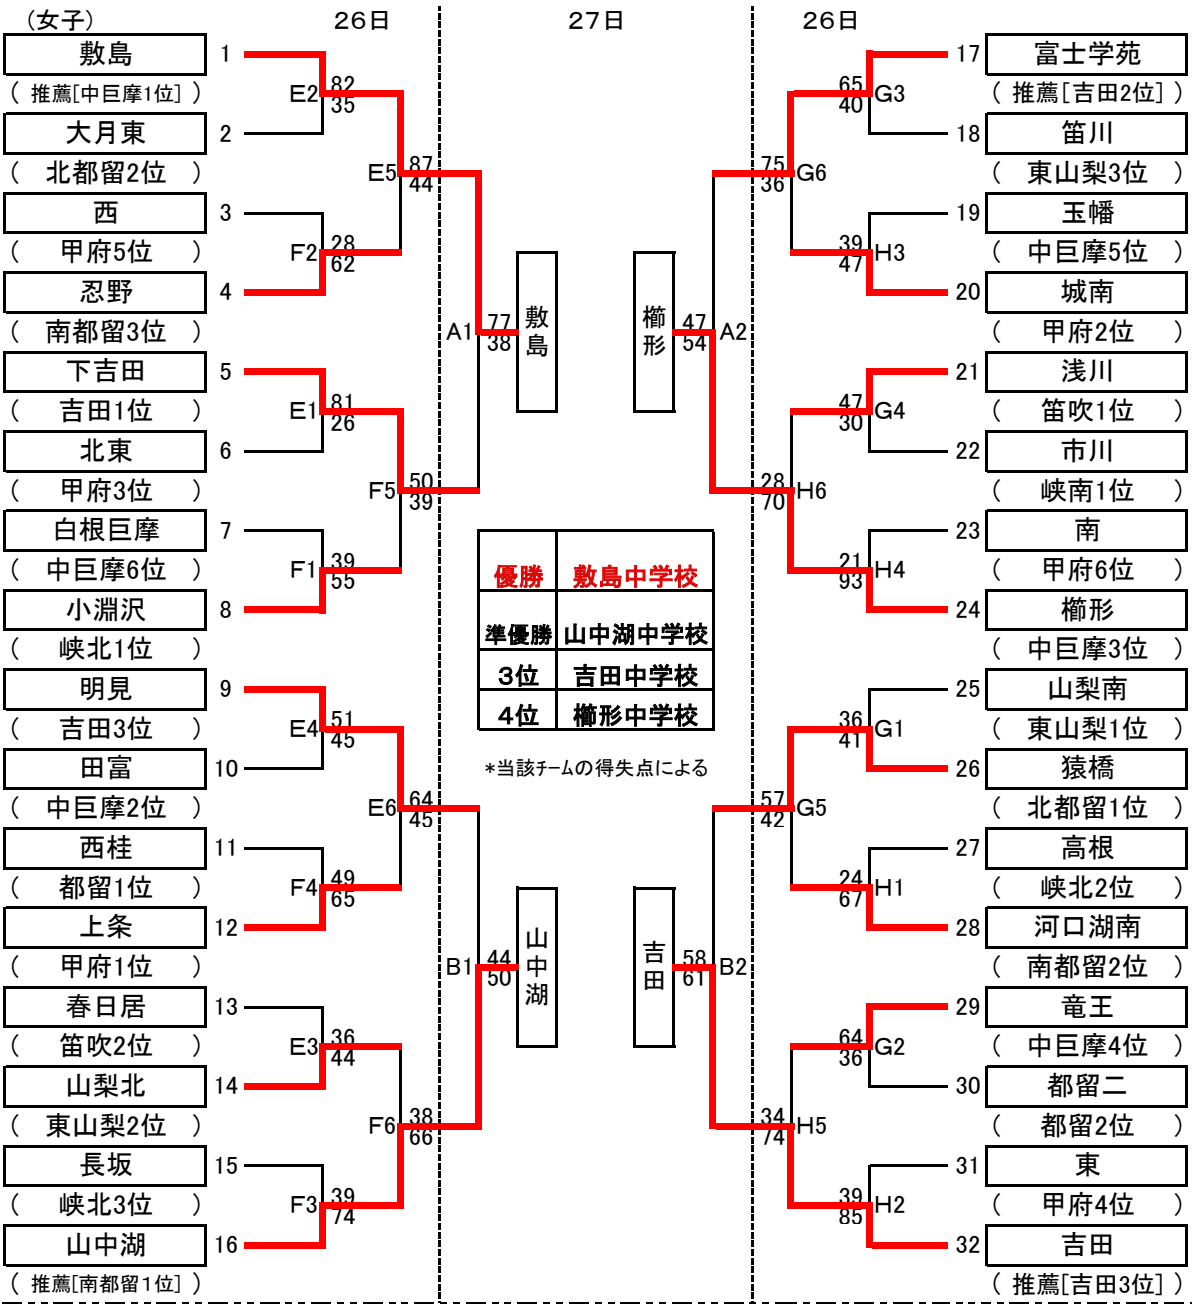 (女子)
26日
27日
26日
敷島
1
(推薦[中巨摩1位])
E2
82
35
大月東
2
(北都留2位)
E5
87
44
西
3
(甲府5位)
F2
28
62
忍野
4
(南都留3位)
A1
77
38
敷島
下吉田
5
(吉田1位)
E1
81
26
北東
6
(甲府3位)
F5
50
39
白根巨摩
7
(中巨摩6位)
F1
39
55
小淵沢
8
(峡北1位)
明見
9
(吉田3位)
E4
51
45
田富
10
(中巨摩2位)
E6
64
45
西桂
11
(都留1位)
F4
49
65
上条
12
(甲府1位)
B1
44
50
山中湖
春日居
13
(笛吹2位)
E3
36
44
山梨北
14
(東山梨2位)
F6
38
66
長坂
15
(峡北3位)
F3
39
74
山中湖
16
(推薦[南都留1位])
優勝 敷島中学校
準優勝 山中湖中学校
3位 吉田中学校
4位 櫛形中学校
*当該チームの得失点による
17
富士学苑
(推薦[吉田2位])
65
40
G3
18
笛川
(東山梨3位)
75
36
G6
19
玉幡
(中巨摩5位)
39
47
H3
20
城南
(甲府2位)
櫛形
47
54
A2
21
浅川
(笛吹1位)
47
30
G4
22
市川
(峡南1位)
28
70
H6
23
南
(甲府6位)
21
93
H4
24
櫛形
(中巨摩3位)
25
山梨南
(東山梨1位)
36
41
G1
26
猿橋
(北都留1位)
57
42
G5
27
高根
(峡北2位)
24
67
H1
28
河口湖南
(南都留2位)
吉田
58
61
B2
29
竜王
(中巨摩4位)
64
36
G2
30
都留二
(都留2位)
34
74
H5
31
東
(甲府4位)
39
85
H2
32
吉田
(推薦[吉田3位])